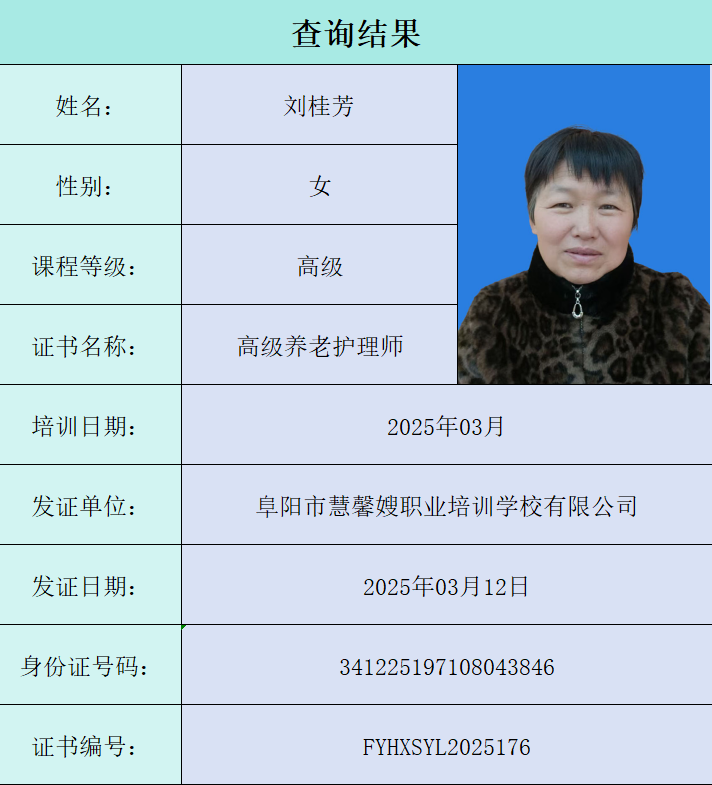 查询结果
姓名： 刘桂芳
性别： 女
课程等级： 高级
证书名称： 高级养老护理师
培训日期： 2025年03月
发证单位： 阜阳市慧馨嫂职业培训学校有限公司
发证日期： 2025年03月12日
身份证号码： 341225197108043846
证书编号： FYHXSYL2025176